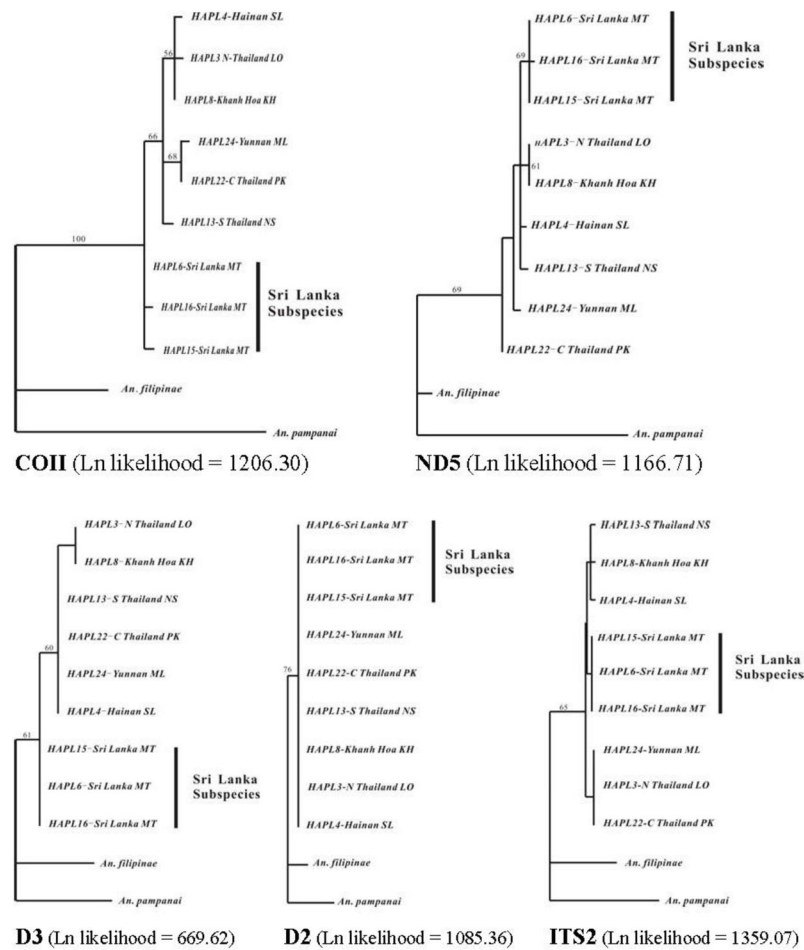 HAPL4-Hainan SL
56
HAPL3 N-Thailand LO
HAPL8-Khanh Hoa KH
66
HAPL24-Yunnan ML
68
HAPL22-C Thailand PK
HAPL13-S Thailand NS
100
HAPL6-Sri Lanka MT
HAPL16-Sri Lanka MT
HAPL15-Sri Lanka MT
Sri Lanka
Subspecies
An. filipinae
An. pampanai
COII (Ln likelihood = 1206.30)
HAPL6-Sri Lanka MT
69
HAPL16-Sri Lanka MT
HAPL15-Sri Lanka MT
Sri Lanka
Subspecies
HAPL3-N Thailand LO
61
HAPL8-Khanh Hoa KH
HAPL4-Hainan SL
HAPL13-S Thailand NS
69
HAPL24-Yunnan ML
HAPL22-C Thailand PK
An. filipinae
An. pampanai
ND5 (Ln likelihood = 1166.71)
HAPL3-N Thailand LO
HAPL8-Khanh Hoa KH
HAPL13-S Thailand NS
HAPL22-C Thailand PK
60
HAPL24-Yunnan ML
HAPL4-Hainan SL
61
HAPL15-Sri Lanka MT
HAPL6-Sri Lanka MT
HAPL16-Sri Lanka MT
Sri Lanka
Subspecies
An. filipinae
An. pampanai
D3 (Ln likelihood = 669.62)
HAPL6-Sri Lanka MT
HAPL16-Sri Lanka MT
HAPL15-Sri Lanka MT
Sri Lanka
Subspecies
HAPL24-Yunnan ML
76
HAPL22-C Thailand PK
HAPL13-S Thailand NS
HAPL8-Khanh Hoa KH
HAPL3-N Thailand LO
HAPL4-Hainan SL
An. filipinae
An. pampanai
D2 (Ln likelihood = 1085.36)
HAPL13-S Thailand NS
HAPL8-Khanh Hoa KH
HAPL4-Hainan SL
HAPL15-Sri Lanka MT
HAPL6-Sri Lanka MT
HAPL16-Sri Lanka MT
Sri Lanka
Subspecies
65
HAPL24-Yunnan ML
HAPL3-N Thailand LO
HAPL22-C Thailand PK
An. filipinae
An. pampanai
ITS2 (Ln likelihood = 1359.07)